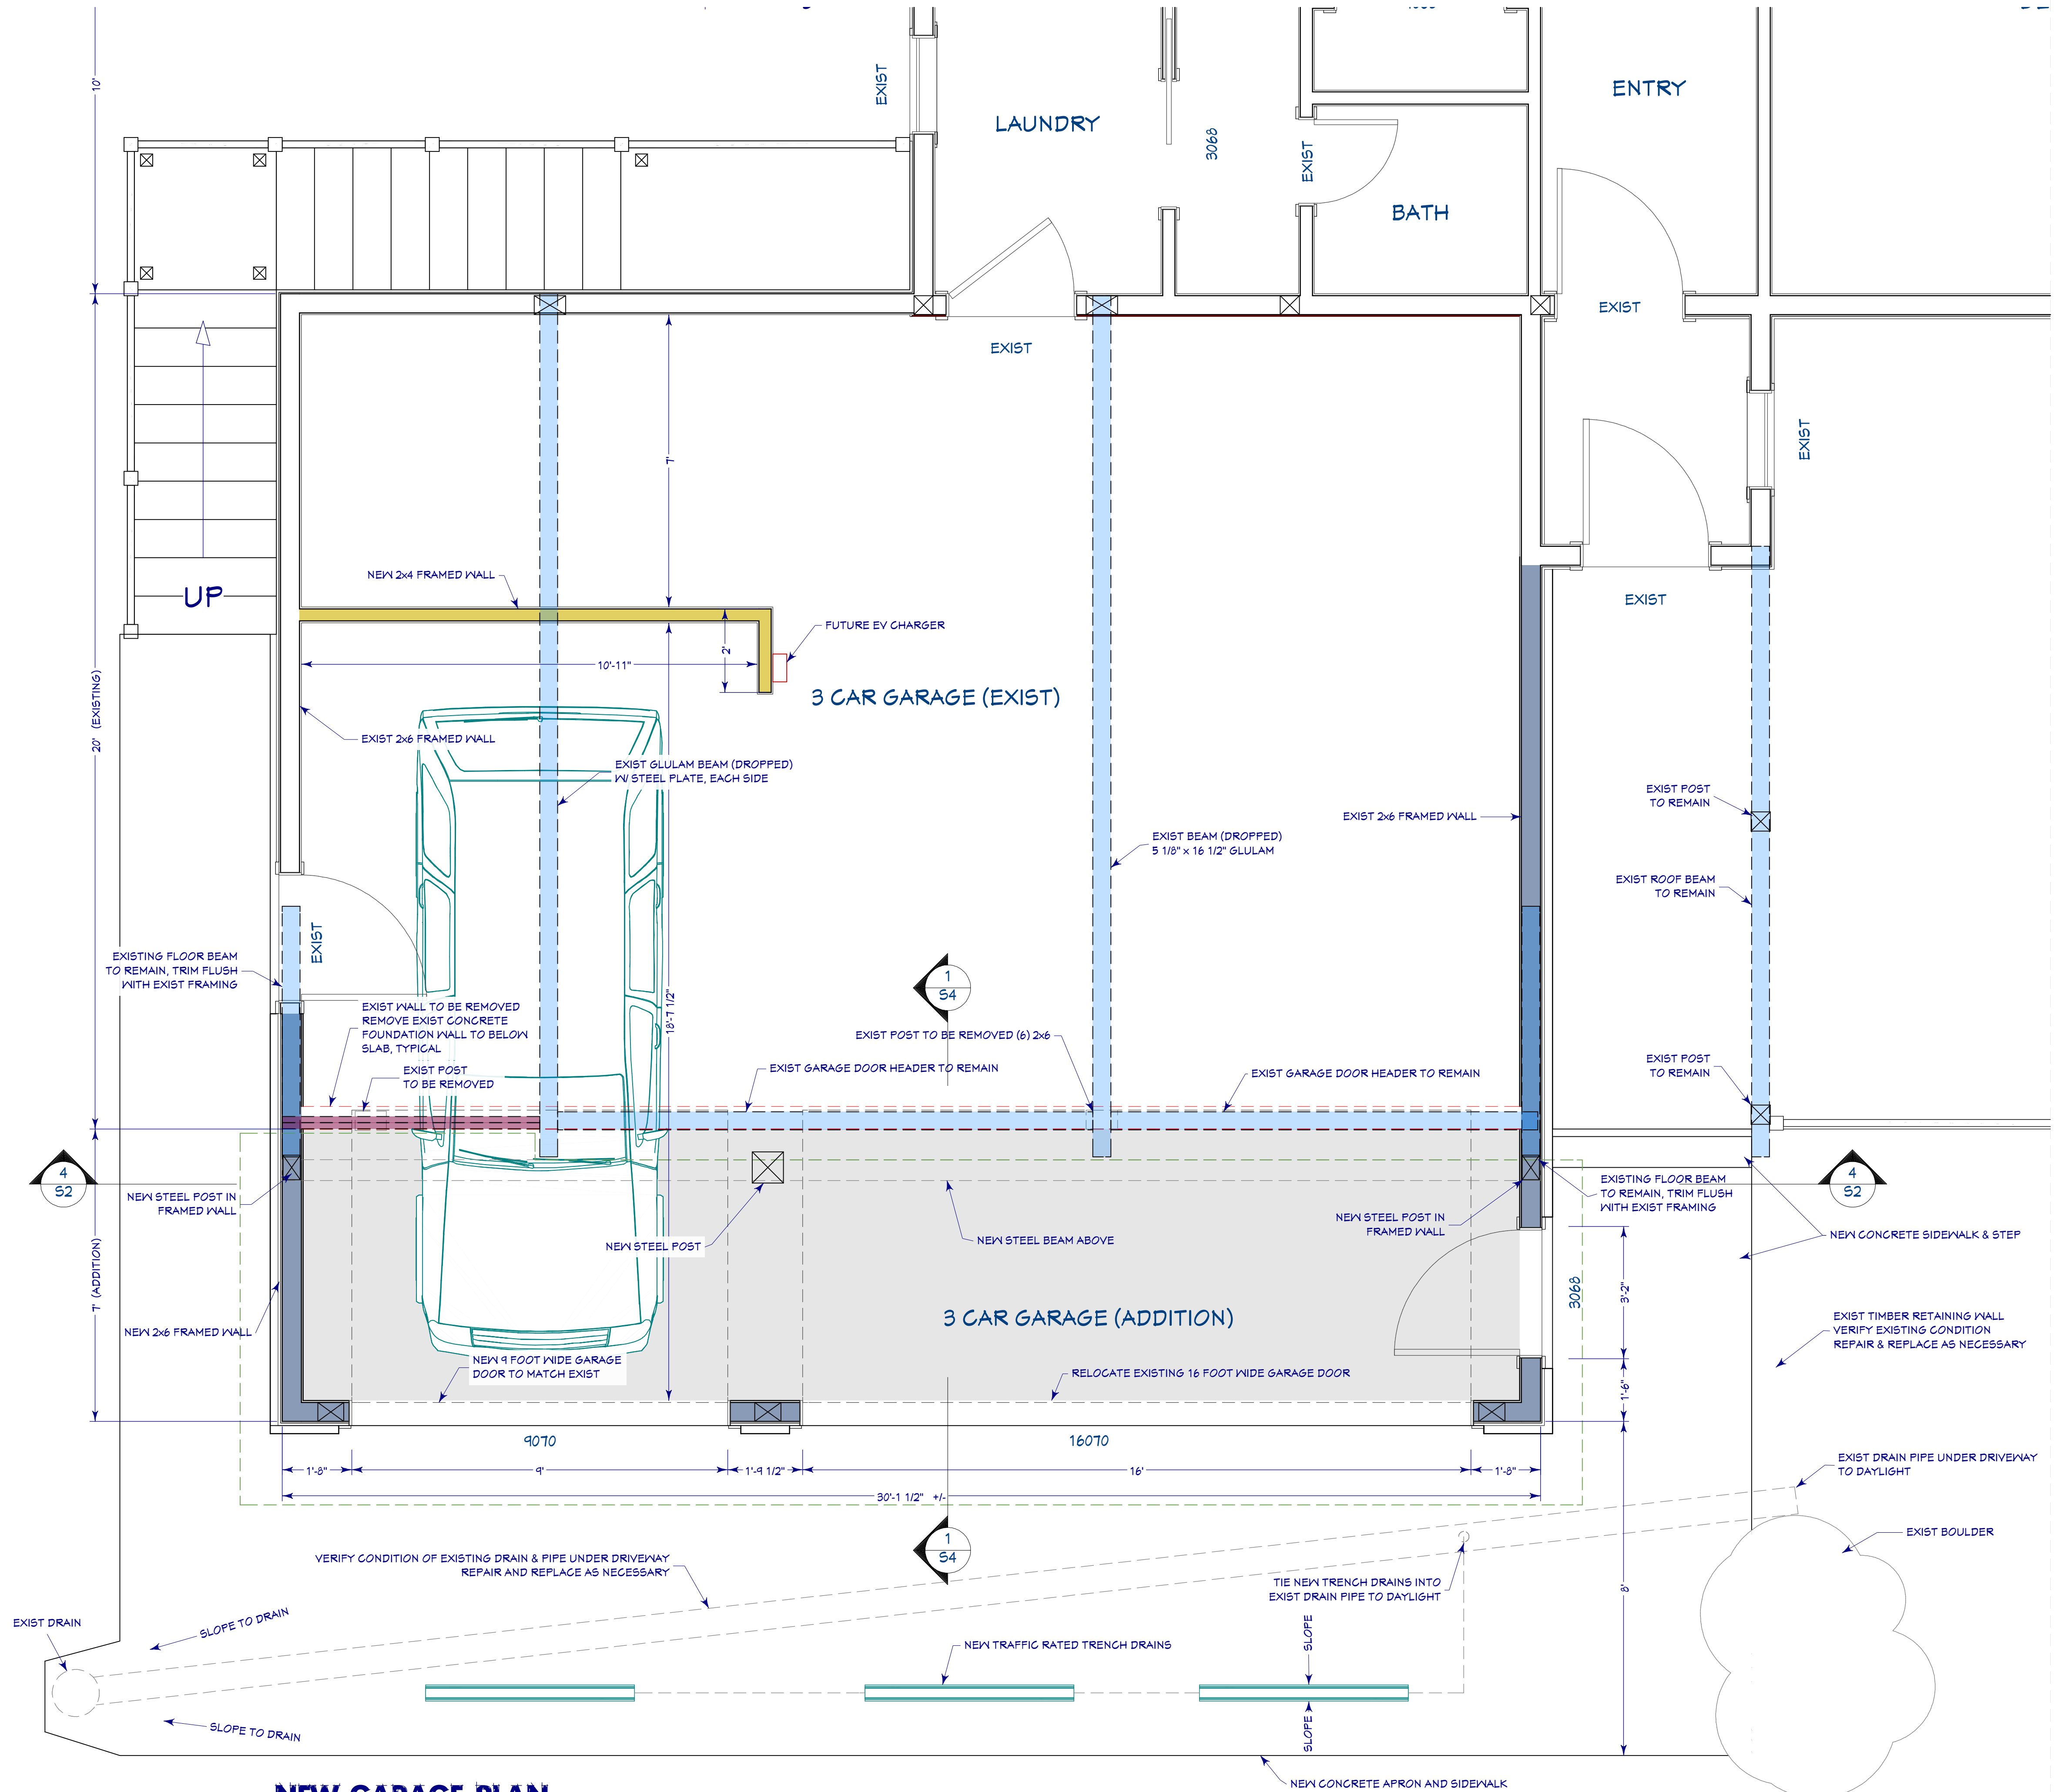 10'
EXIST
LAUNDRY
3068
EXIST
BATH
ENTRY
EXIST
EXIST
EXIST
7'
UP
NEW 2x4 FRAMED WALL
FUTURE EV CHARGER
2'
10'-11"
EXIST
3 CAR GARAGE (EXIST)
20' (EXISTING)
EXIST 2x6 FRAMED WALL
EXIST GLULAM BEAM (DROPPED)
W/ STEEL PLATE, EACH SIDE
EXIST POST
TO REMAIN
EXIST 2x6 FRAMED WALL
EXIST BEAM (DROPPED)
5 1/8" x 16 1/2" GLULAM
EXIST ROOF BEAM
TO REMAIN
EXIST
EXISTING FLOOR BEAM
TO REMAIN, TRIM FLUSH
WITH EXIST FRAMING
1
S4
EXIST WALL TO BE REMOVED
REMOVE EXIST CONCRETE
FOUNDATION WALL TO BELOW
SLAB, TYPICAL
18'-7 1/2"
EXIST POST TO BE REMOVED (6) 2x6
EXIST POST
TO BE REMOVED
EXIST GARAGE DOOR HEADER TO REMAIN
EXIST GARAGE DOOR HEADER TO REMAIN
EXIST POST
TO REMAIN
4
S2
4
S2
NEW STEEL POST IN
FRAMED WALL
EXISTING FLOOR BEAM
TO REMAIN, TRIM FLUSH
WITH EXIST FRAMING
NEW STEEL POST IN
FRAMED WALL
NEW STEEL POST
NEW STEEL BEAM ABOVE
NEW CONCRETE SIDEWALK & STEP
7' (ADDITION)
3068
3'-2"
3 CAR GARAGE (ADDITION)
NEW 2x6 FRAMED WALL
EXIST TIMBER RETAINING WALL
VERIFY EXISTING CONDITION
REPAIR & REPLACE AS NECESSARY
NEW 9 FOOT WIDE GARAGE
DOOR TO MATCH EXIST
RELOCATE EXISTING 16 FOOT WIDE GARAGE DOOR
1'-6"
9070
16070
1'-8"
9'
1'-9 1/2"
16'
1'-8"
30'-1 1/2" +/-
EXIST DRAIN PIPE UNDER DRIVEWAY
TO DAYLIGHT
EXIST BOULDER
1
S4
VERIFY CONDITION OF EXISTING DRAIN & PIPE UNDER DRIVEWAY
REPAIR AND REPLACE AS NECESSARY
TIE NEW TRENCH DRAINS INTO
EXIST DRAIN PIPE TO DAYLIGHT
8'
EXIST DRAIN
SLOPE TO DRAIN
SLOPE
NEW TRAFFIC RATED TRENCH DRAINS
SLOPE TO DRAIN
SLOPE
NEW CONCRETE APRON AND SIDEWALK
NEW GARAGE PLAN